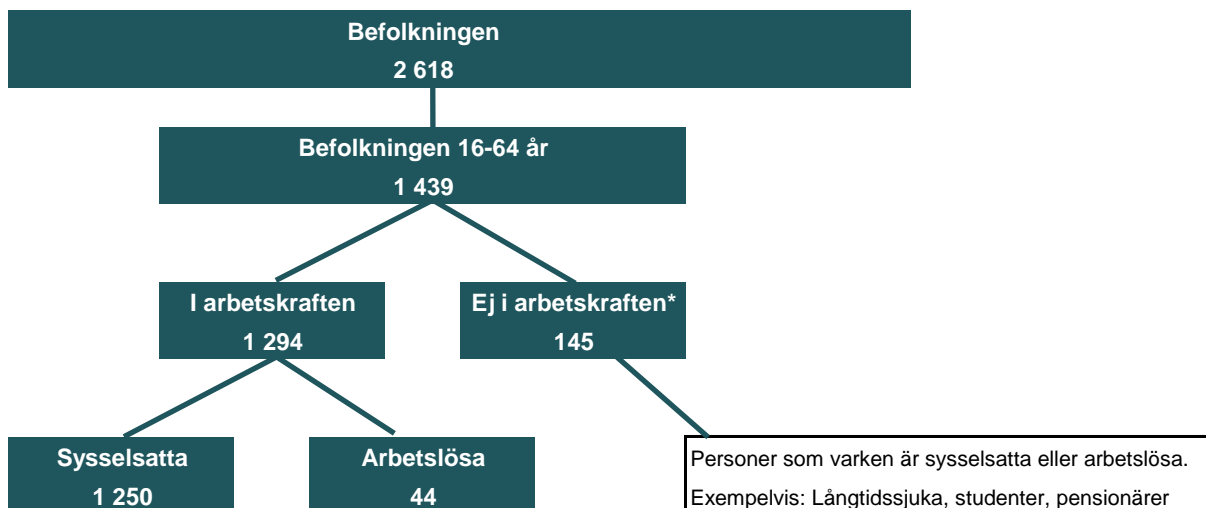 Befolkningen
2 618
Befolkningen 16-64 år
1 439
I arbetskraften
1 294
Ej i arbetskraften*
145
Sysselsatta
1 250
Arbetslösa
44
Personer som varken är sysselsatta eller arbetslösa.
Exempelvis: Långtidssjuka, studenter, pensionärer